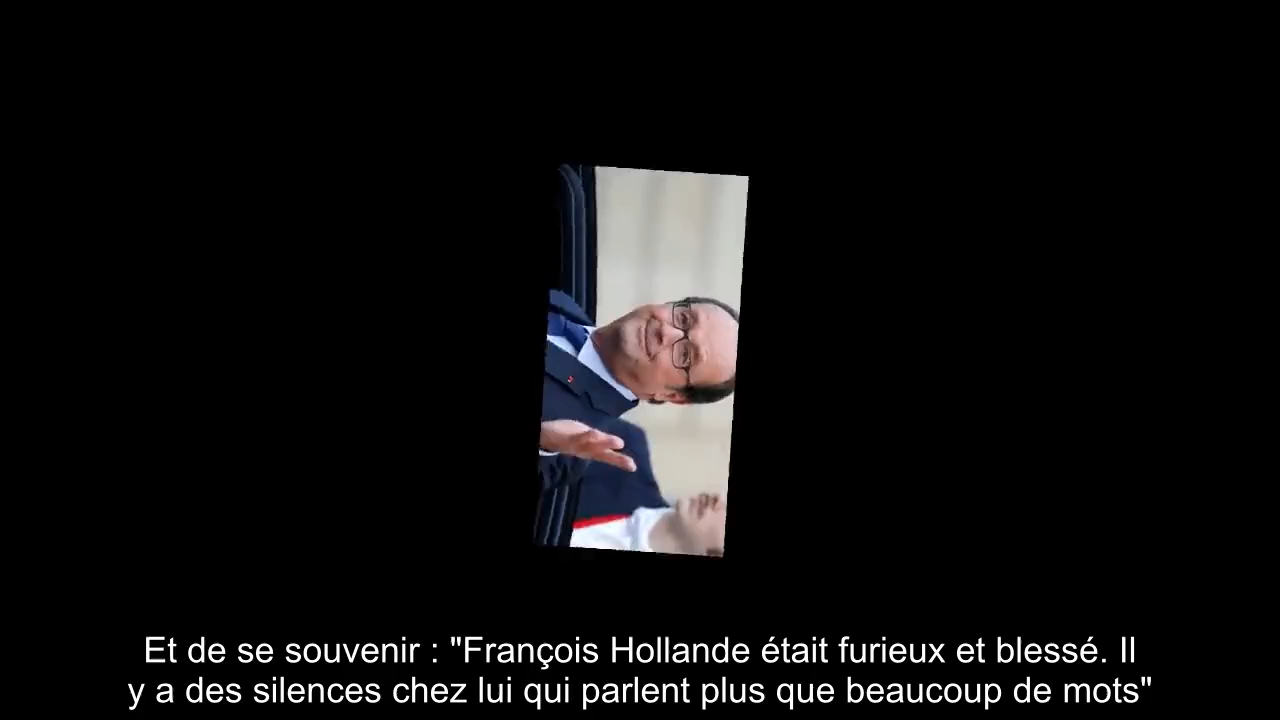 Et de se souvenir : "François Hollande était furieux et blessé. Il
y a des silences chez lui qui parlent plus que beaucoup de mots"